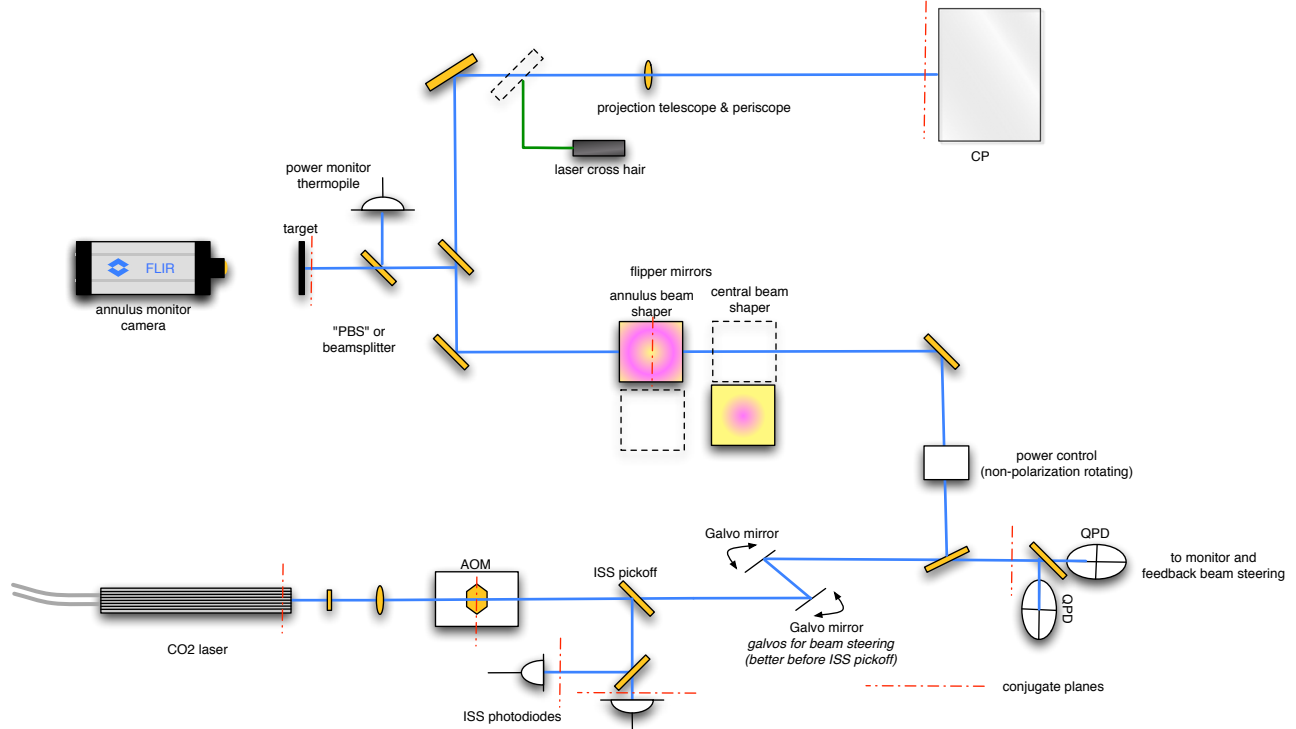 projection telescope & periscope
CP
laser cross hair
power monitor
thermopile
target
FLIR
annulus monitor
camera
"PBS" or
beamsplitter
flipper mirrors
annulus beam
shaper
central beam
shaper
power control
(non-polarization rotating)
Galvo mirror
QPD
to monitor and
feedback beam steering
QPD
AOM
ISS pickoff
Galvo mirror
galvos for beam steering
(better before ISS pickoff)
CO2 laser
ISS photodiodes
conjugate planes